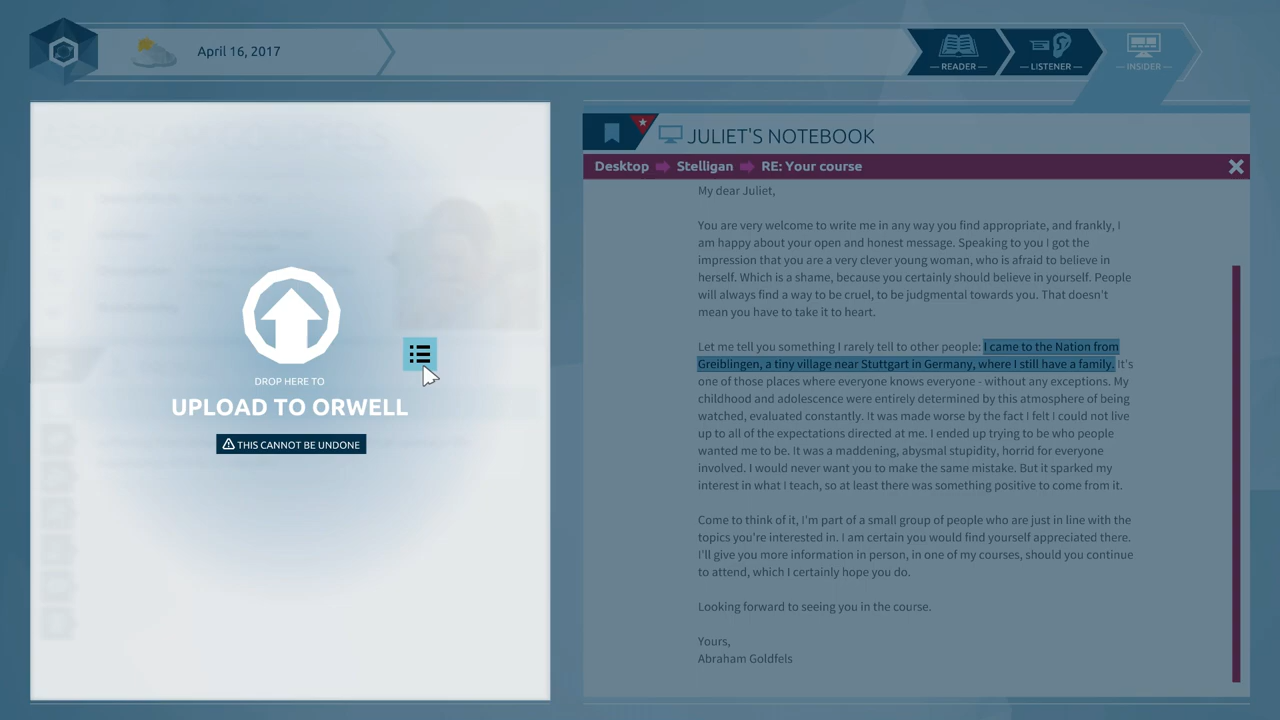 April 16, 2017
— READER —
— LISTENER —
— INSIDER —
DROP HERE TO
UPLOAD TO ORWELL
THIS CANNOT BE UNDONE
JULIET'S NOTEBOOK
Desktop Stelligan RE: Your course
My dear Juliet,
You are very welcome to write me in any way you find appropriate, and frankly, I
am happy about your open and honest message. Speaking to you I got the
impression that you are a very clever young woman, who is afraid to believe in
herself. Which is a shame, because you certainly should believe in yourself. People
will always find a way to be cruel, to be judgmental towards you. That doesn't
mean you have to take it to heart.
Let me tell you something I rarely tell to other people: I came to the Nation from
Greiblingen, a tiny village near Stuttgart in Germany, where I still have a family. It's
one of those places where everyone knows everyone - without any exceptions. My
childhood and adolescence were entirely determined by this atmosphere of being
watched, evaluated constantly. It was made worse by the fact I felt I could not live
up to all of the expectations directed at me. I ended up trying to be who people
wanted me to be. It was a maddening, abysmal stupidity, horrid for everyone
involved. I would never want you to make the same mistake. But it sparked my
interest in what I teach, so at least there was something positive to come from it.
Come to think of it, I'm part of a small group of people who are just in line with the
topics you're interested in. I am certain you would find yourself appreciated there.
I'll give you more information in person, in one of my courses, should you continue
to attend, which I certainly hope you do.
Looking forward to seeing you in the course.
Yours,
Abraham Goldfels